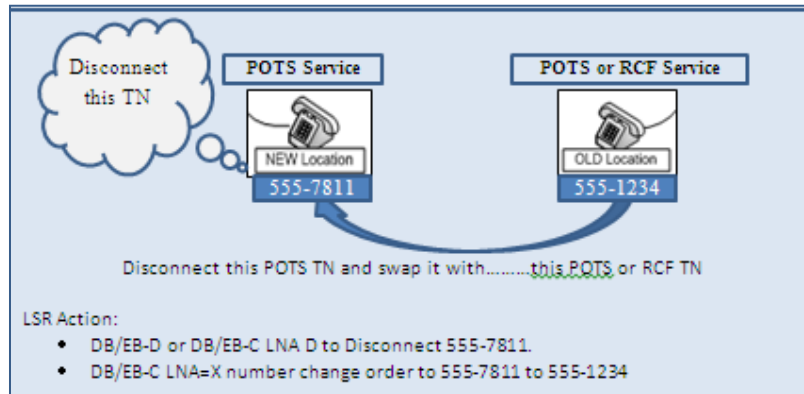 Disconnect
this TN
POTS Service
POTS or RCF Service
NEW Location
OLD Location
555-7811
555-1234
Disconnect this POTS TN and swap it with.........this POTS or RCF TN
LSR Action:
• DB/EB-D or DB/EB-C LNA D to Disconnect 555-7811.
• DB/EB-C LNA=X number change order to 555-7811 to 555-1234